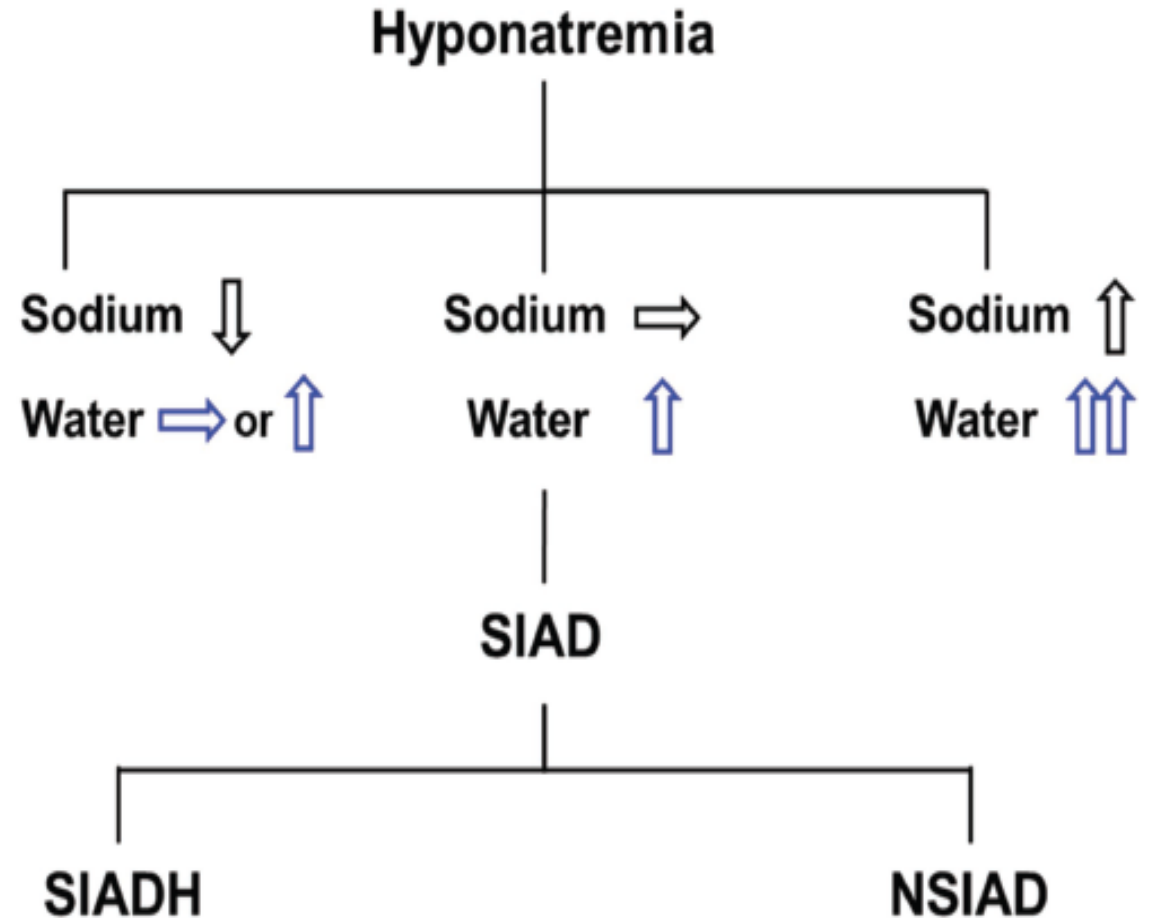 Hyponatremia
Sodium
Sodium
Sodium
Water or
Water
Water
SIAD
SIADH
NSIAD